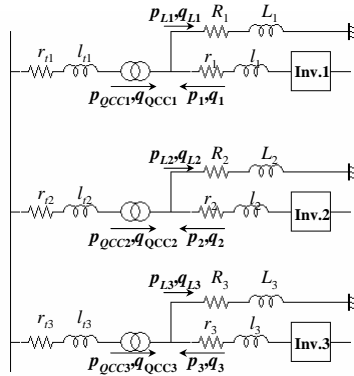 p_{L1},q_{L1} R_1 L_1
r_{t1} l_{t1} r_1 l_1 Inv.1
p_{QCC1},q_{QCC1} p_1,q_1
p_{L2},q_{L2} R_2 L_2
r_{t2} l_{t2} r_2 l_2 Inv.2
p_{QCC2},q_{QCC2} p_2,q_2
p_{L3},q_{L3} R_3 L_3
r_{t3} l_{t3} r_3 l_3 Inv.3
p_{QCC3},q_{QCC3} p_3,q_3